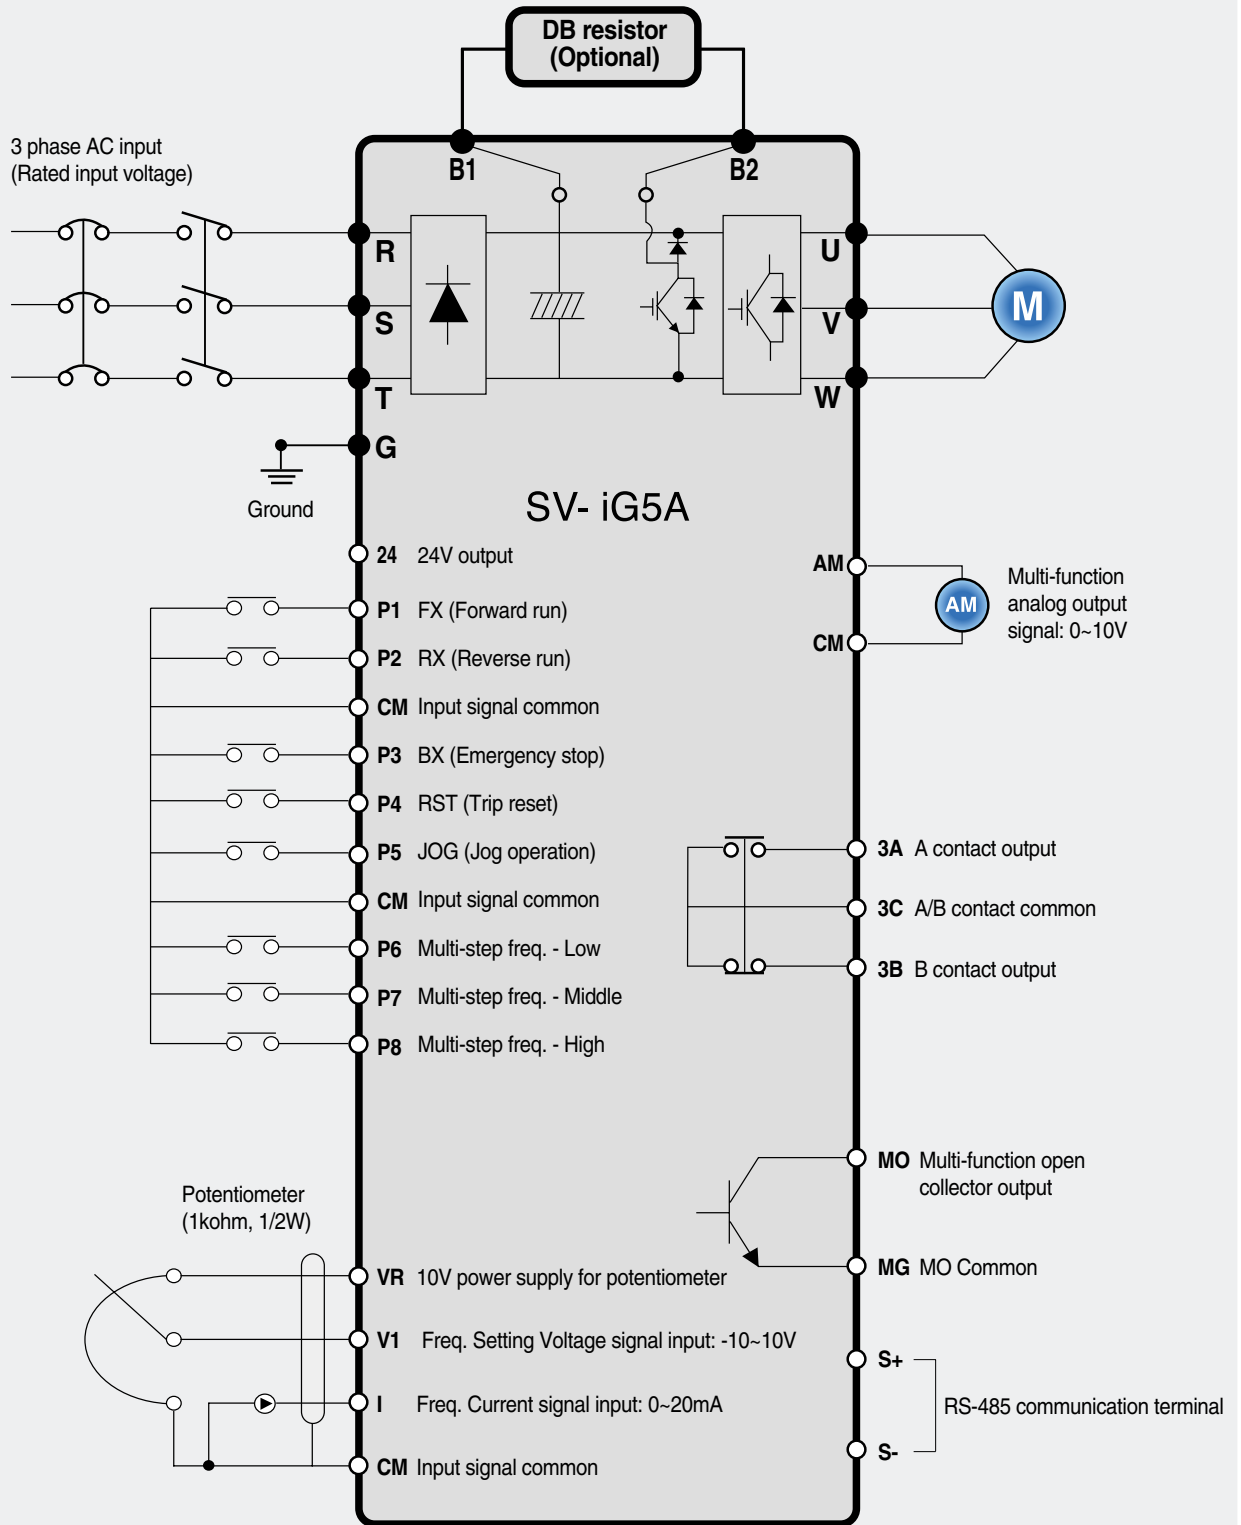 DB resistor
(Optional)
3 phase AC input
(Rated input voltage)
B1
B2
R
S
T
G
U
V
W
M
Ground
SV- iG5A
24 24V output
P1 FX (Forward run)
P2 RX (Reverse run)
CM Input signal common
P3 BX (Emergency stop)
P4 RST (Trip reset)
P5 JOG (Jog operation)
CM Input signal common
P6 Multi-step freq. - Low
P7 Multi-step freq. - Middle
P8 Multi-step freq. - High
AM
CM
AM
Multi-function
analog output
signal: 0~10V
3A A contact output
3C A/B contact common
3B B contact output
MO Multi-function open
collector output
MG MO Common
Potentiometer
(1kohm, 1/2W)
VR 10V power supply for potentiometer
V1 Freq. Setting Voltage signal input: -10~10V
I Freq. Current signal input: 0~20mA
CM Input signal common
S+
S-
RS-485 communication terminal